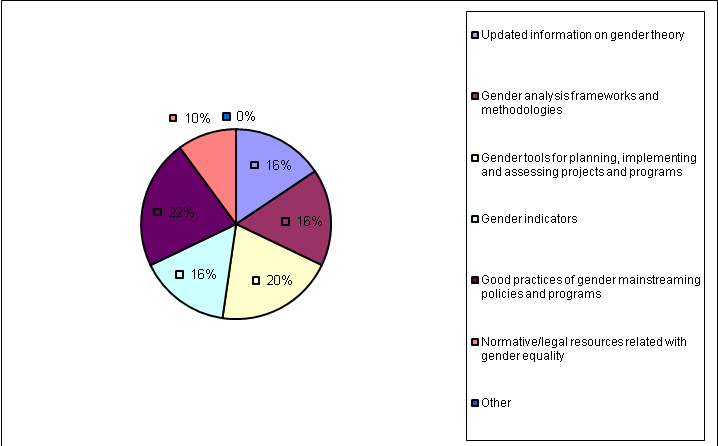 10%
0%
16%
16%
20%
16%
22%
Updated information on gender theory
Gender analysis frameworks and
methodologies
Gender tools for planning, implementing
and assessing projects and programs
Gender indicators
Good practices of gender mainstreaming
policies and programs
Normative/legal resources related with
gender equality
Other